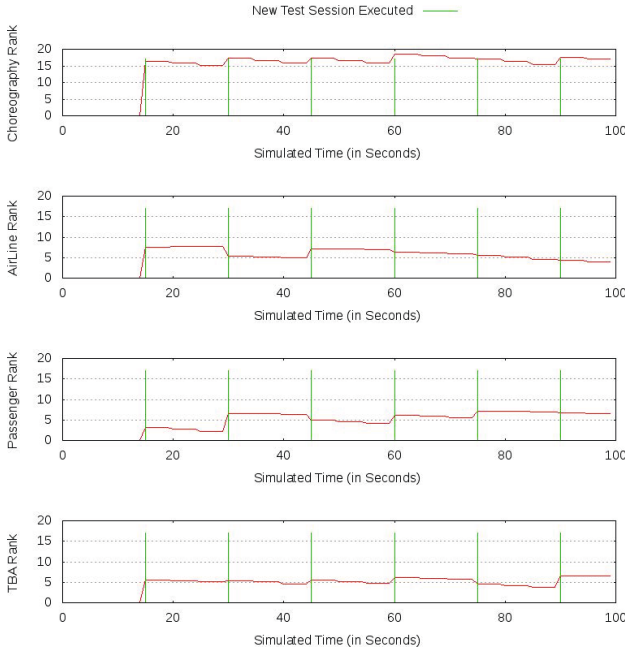 New Test Session Executed
Choreography Rank
20
15
10
5
0
0 20 40 60 80 100
Simulated Time (in Seconds)
AirLine Rank
20
15
10
5
0
0 20 40 60 80 100
Simulated Time (in Seconds)
Passenger Rank
20
15
10
5
0
0 20 40 60 80 100
Simulated Time (in Seconds)
TBA Rank
20
15
10
5
0
0 20 40 60 80 100
Simulated Time (in Seconds)